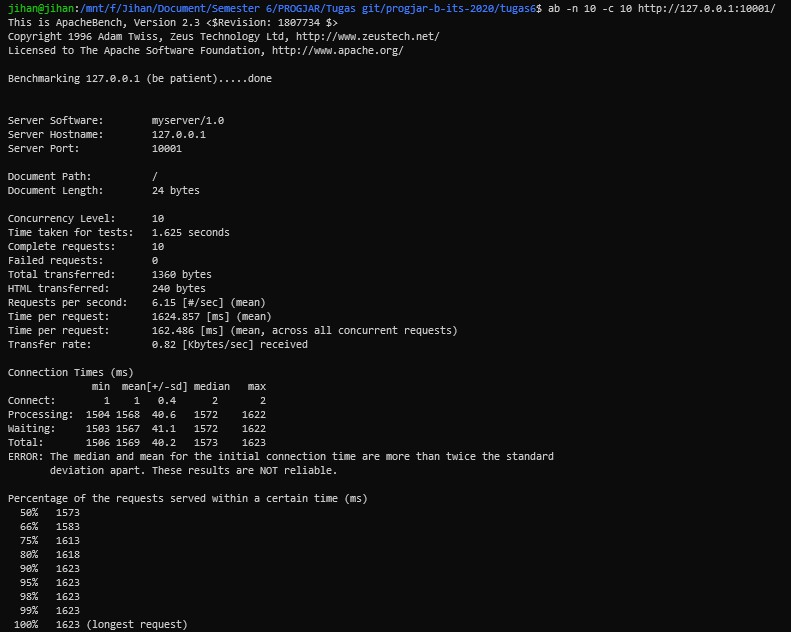 jihan@jihan:/mnt/f/Jihan/Document/Semester 6/PROGJAR/Tugas git/progjar-b-its-2020/tugas6$ ab -n 10 -c 10 http://127.0.0.1:10001/
This is ApacheBench, Version 2.3 <$Revision: 1807734 $>
Copyright 1996 Adam Twiss, Zeus Technology Ltd, http://www.zeustech.net/
Licensed to The Apache Software Foundation, http://www.apache.org/

Benchmarking 127.0.0.1 (be patient).....done


Server Software:        myserver/1.0
Server Hostname:        127.0.0.1
Server Port:            10001

Document Path:          /
Document Length:        24 bytes

Concurrency Level:      10
Time taken for tests:   1.625 seconds
Complete requests:      10
Failed requests:        0
Total transferred:      1360 bytes
HTML transferred:       240 bytes
Requests per second:    6.15 [#/sec] (mean)
Time per request:       1624.857 [ms] (mean)
Time per request:       162.486 [ms] (mean, across all concurrent requests)
Transfer rate:          0.82 [Kbytes/sec] received

Connection Times (ms)
              min  mean[+/-sd] median   max
Connect:        1    1   0.4      2       2
Processing:  1504 1568  40.6   1572    1622
Waiting:     1503 1567  41.1   1572    1622
Total:       1506 1569  40.2   1573    1623
ERROR: The median and mean for the initial connection time are more than twice the standard
       deviation apart. These results are NOT reliable.

Percentage of the requests served within a certain time (ms)
  50%   1573
  66%   1583
  75%   1613
  80%   1618
  90%   1623
  95%   1623
  98%   1623
  99%   1623
 100%   1623 (longest request)